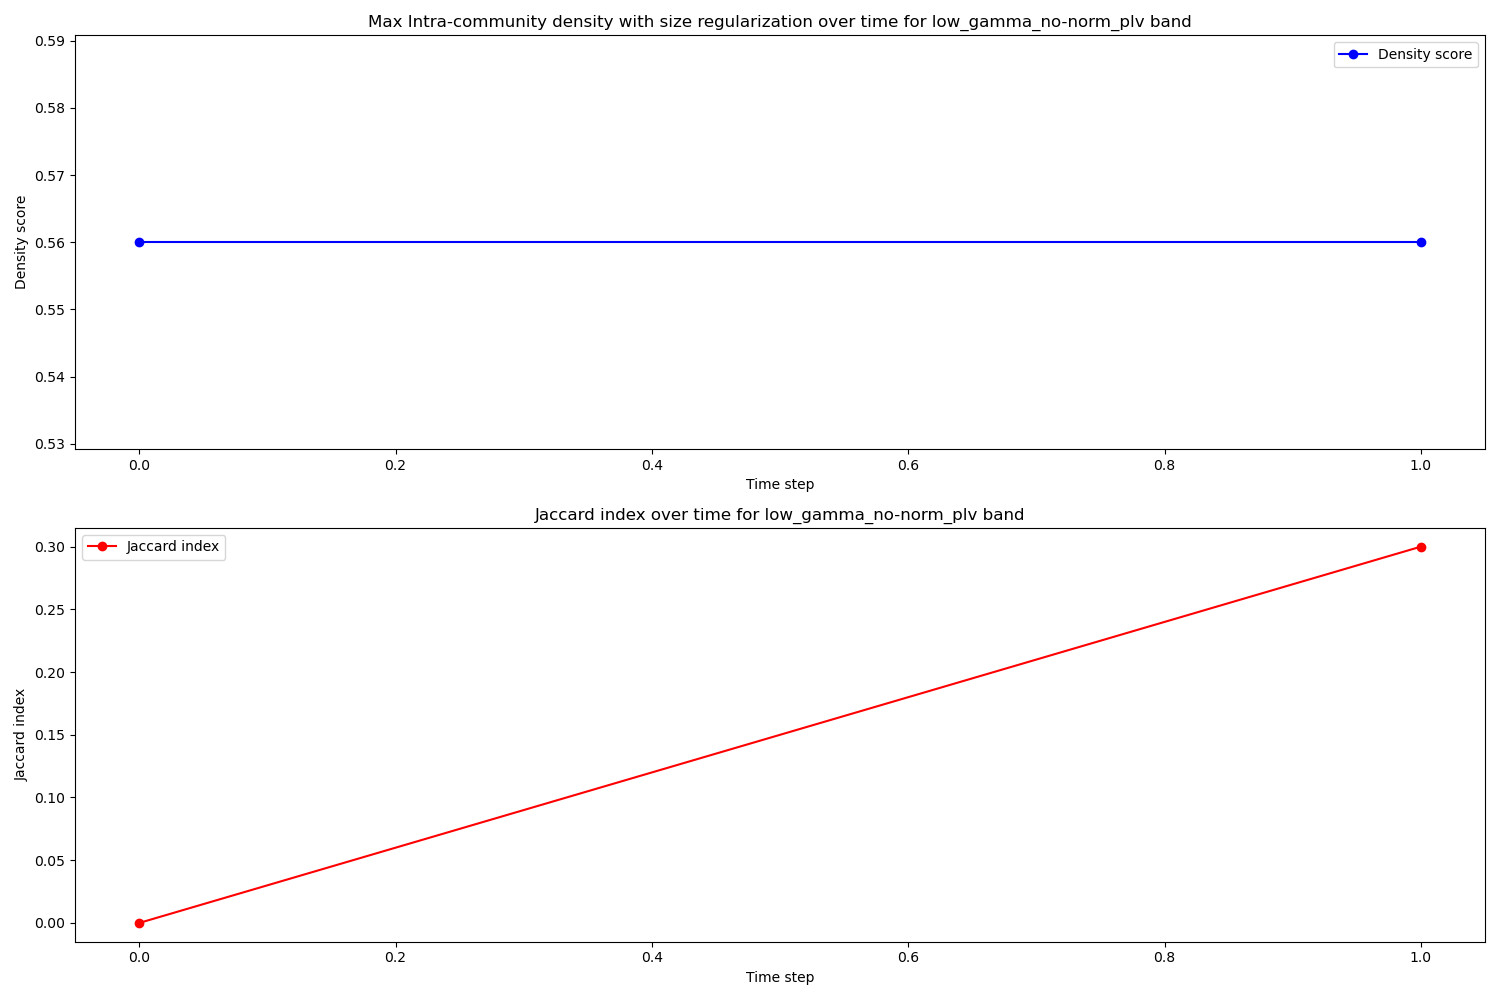 Max Intra-community density with size regularization over time for low_gamma_no-norm_plv band
Density score
Density score
0.59
0.58
0.57
0.56
0.55
0.54
0.53
0.0 0.2 0.4 0.6 0.8 1.0
Time step
Jaccard index over time for low_gamma_no-norm_plv band
Jaccard index
Jaccard index
0.30
0.25
0.20
0.15
0.10
0.05
0.00
0.0 0.2 0.4 0.6 0.8 1.0
Time step